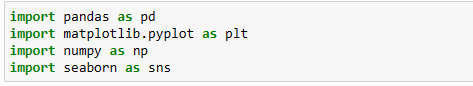 import pandas as pd
import matplotlib.pyplot as plt
import numpy as np
import seaborn as sns